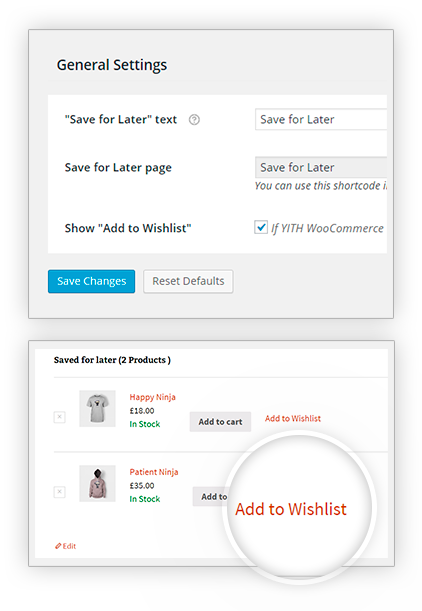 General Settings
"Save for Later" text ? Save for Later
Save for Later page Save for Later
You can use this shortcode
Show "Add to Wishlist" If YITH WooCommerce
Save Changes Reset Defaults
Saved for later (2 Products )
Happy Ninja
£18.00
In Stock
× Add to cart Add to Wishlist
Patient Ninja
£35.00
In Stock
× Add to
Add to Wishlist
Edit